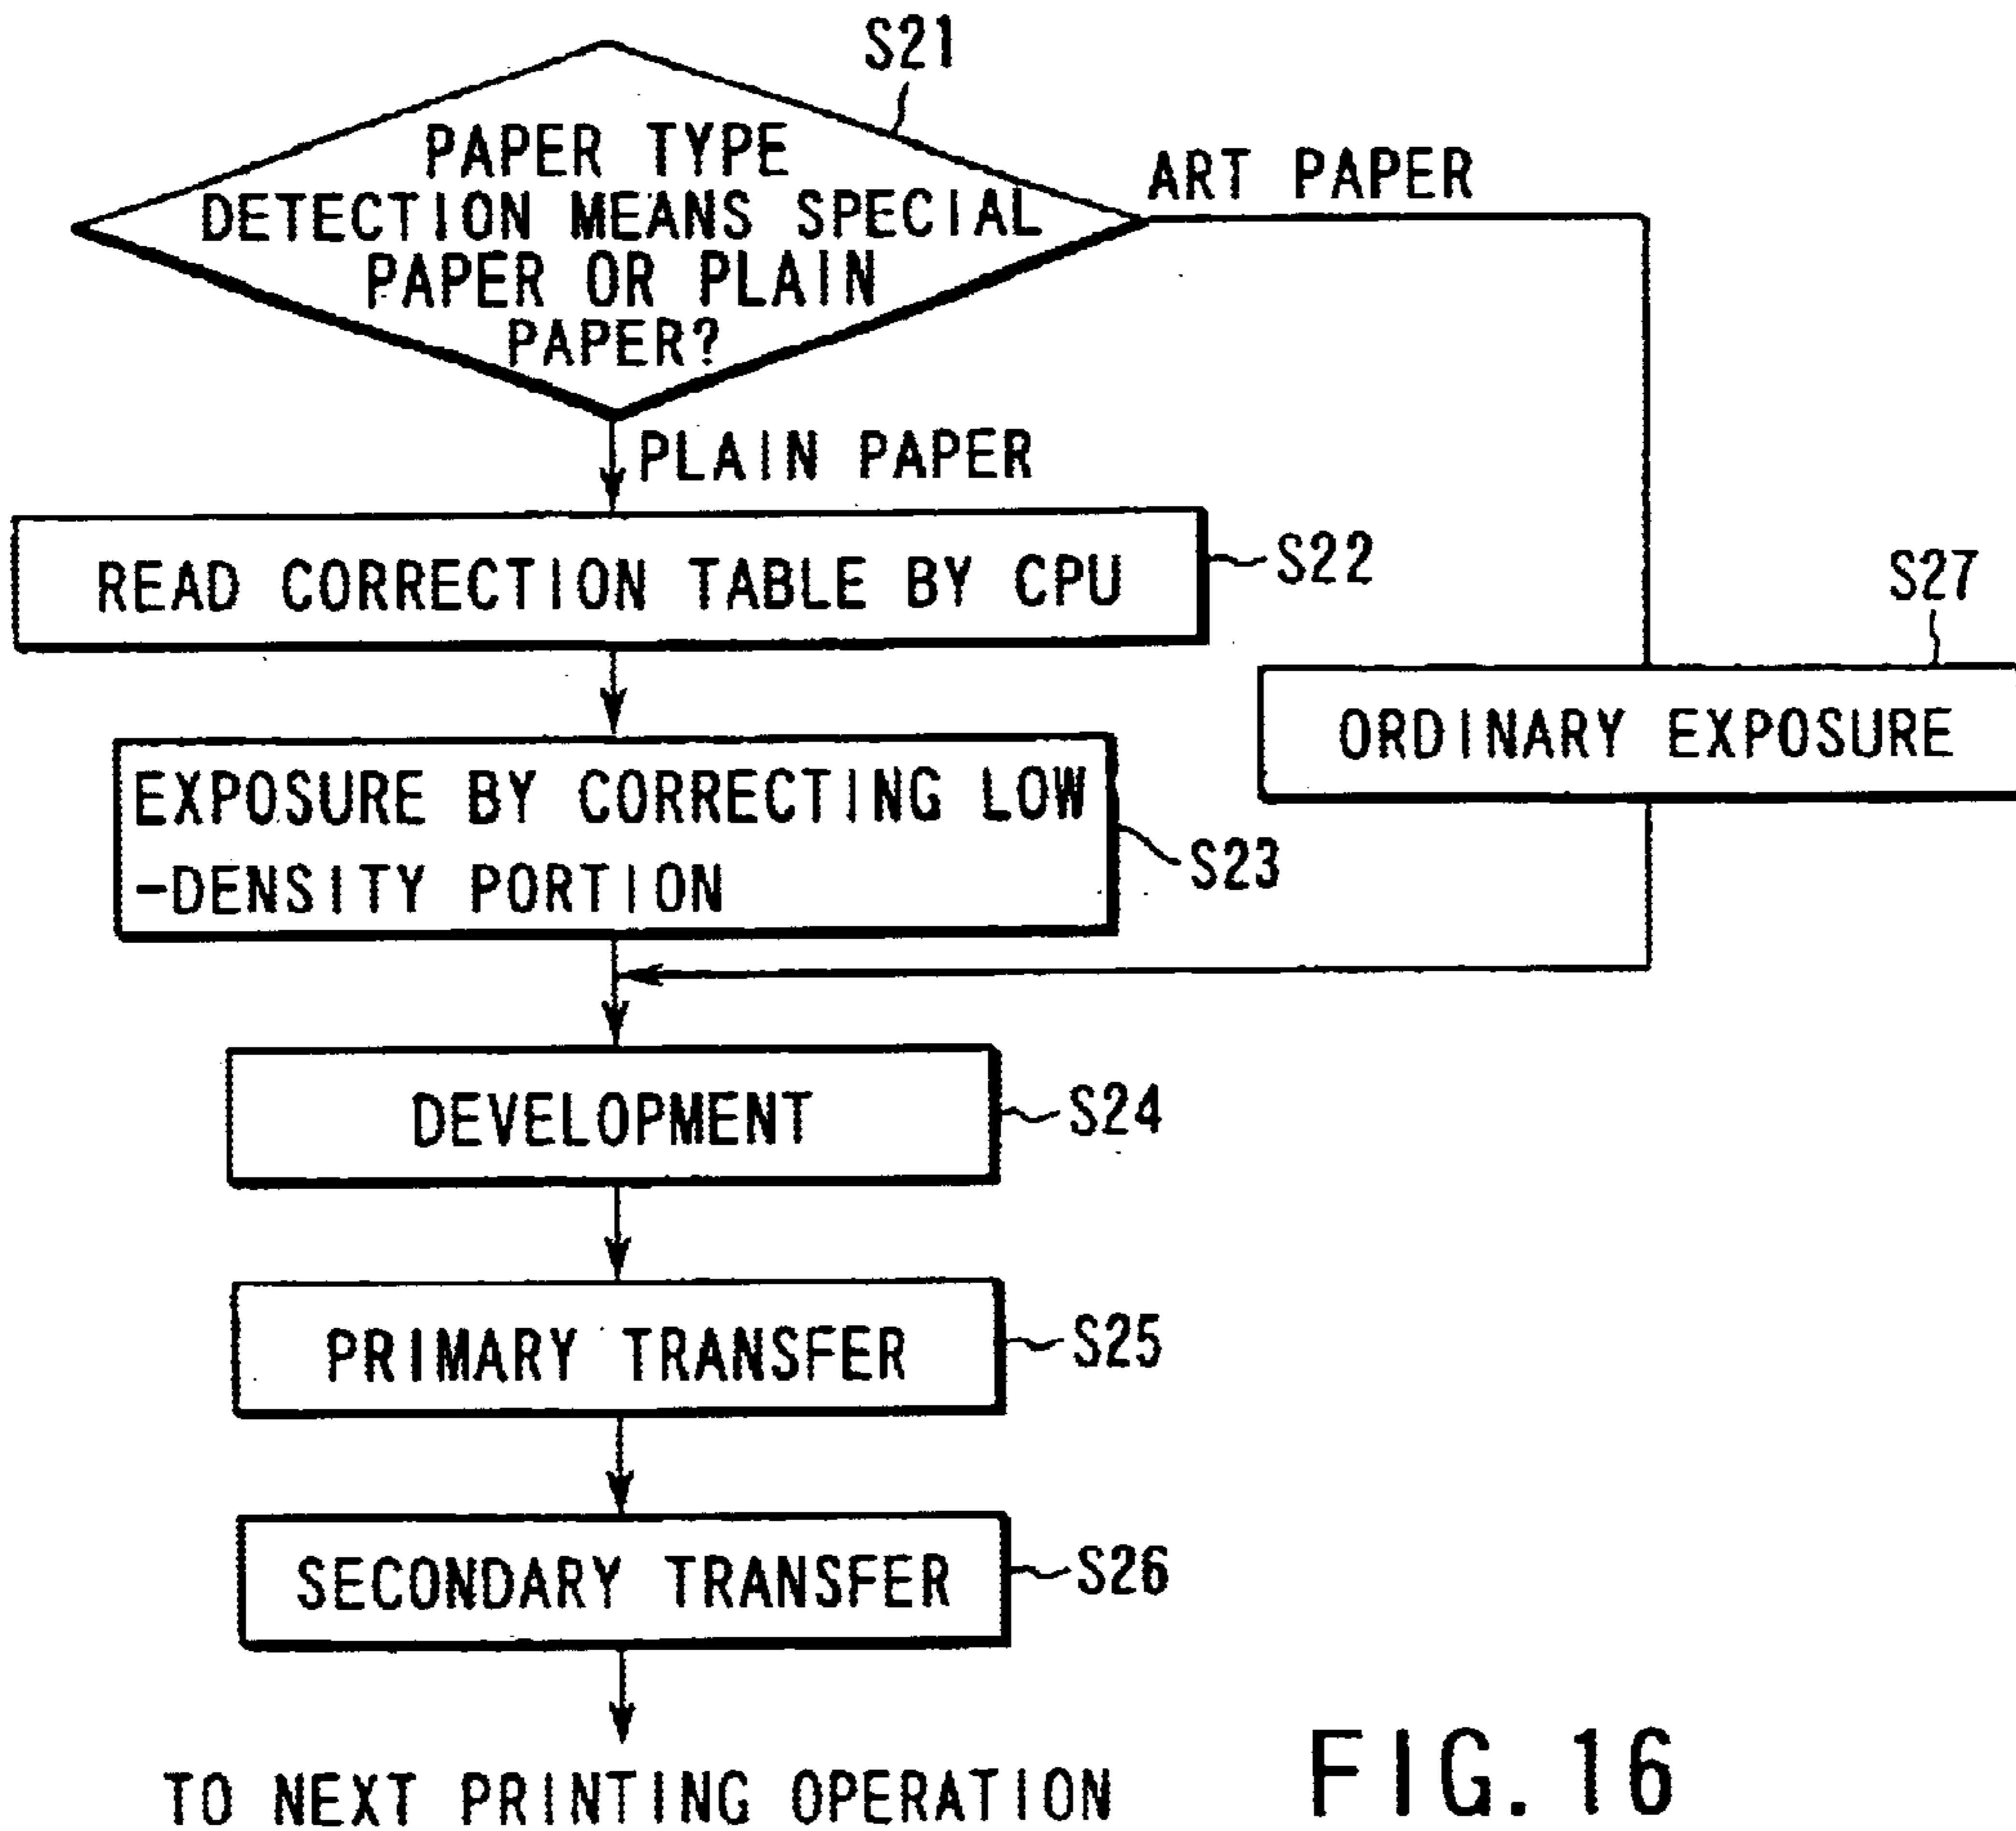 S21
PAPER TYPE
DETECTION MEANS SPECIAL
PAPER OR PLAIN
PAPER?
ART PAPER
PLAIN PAPER
READ CORRECTION TABLE BY CPU
S22
S27
ORDINARY EXPOSURE
EXPOSURE BY CORRECTING LOW
-DENSITY PORTION
S23
DEVELOPMENT
S24
PRIMARY TRANSFER
S25
SECONDARY TRANSFER
S26
TO NEXT PRINTING OPERATION
FIG. 16